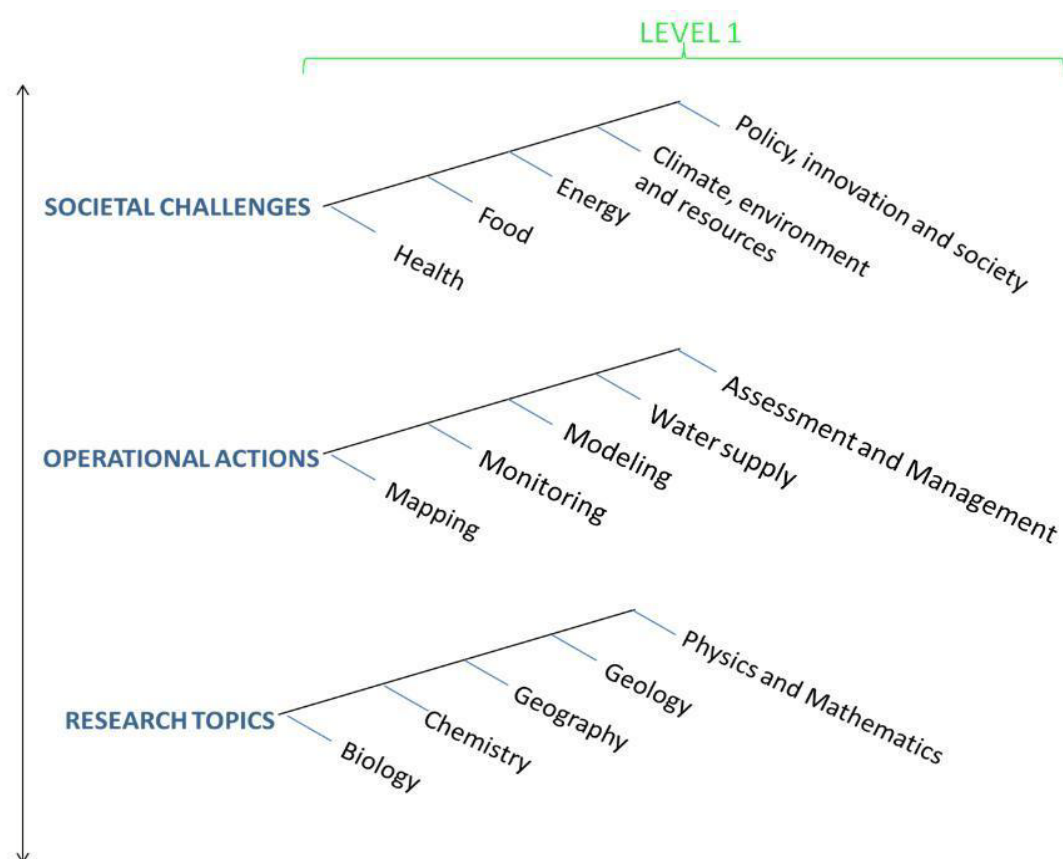 LEVEL 1
SOCIETAL CHALLENGES
Health
Food
Energy
Climate, environment
and resources
Policy, innovation and society
OPERATIONAL ACTIONS
Mapping
Monitoring
Modeling
Water supply
Assessment and Management
RESEARCH TOPICS
Biology
Chemistry
Geography
Geology
Physics and Mathematics